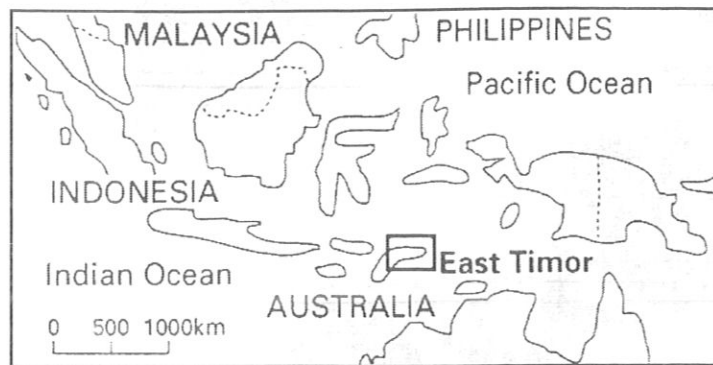 MALAYSIA
PHILIPPINES
Pacific Ocean
INDONESIA
East Timor
Indian Ocean
AUSTRALIA
0 500 1000km